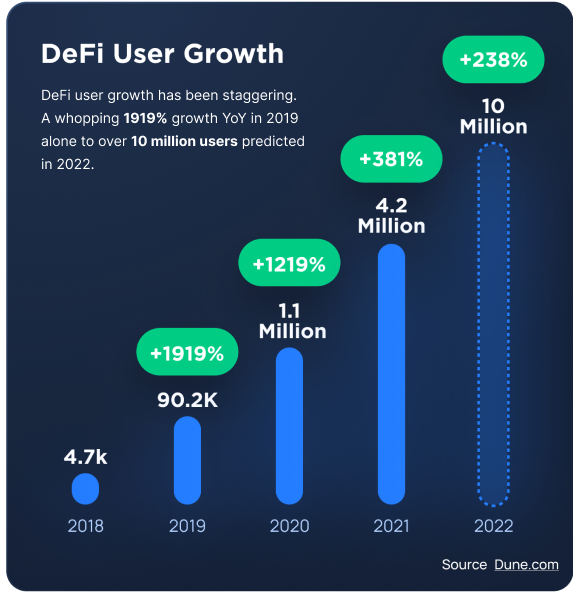 DeFi User Growth
DeFi user growth has been staggering.
A whopping 1919% growth YoY in 2019
alone to over 10 million users predicted
in 2022.
+238%
10
Million
+381%
4.2
Million
+1219%
1.1
Million
+1919%
90.2K
4.7k
2018
2019
2020
2021
2022
Source Dune.com